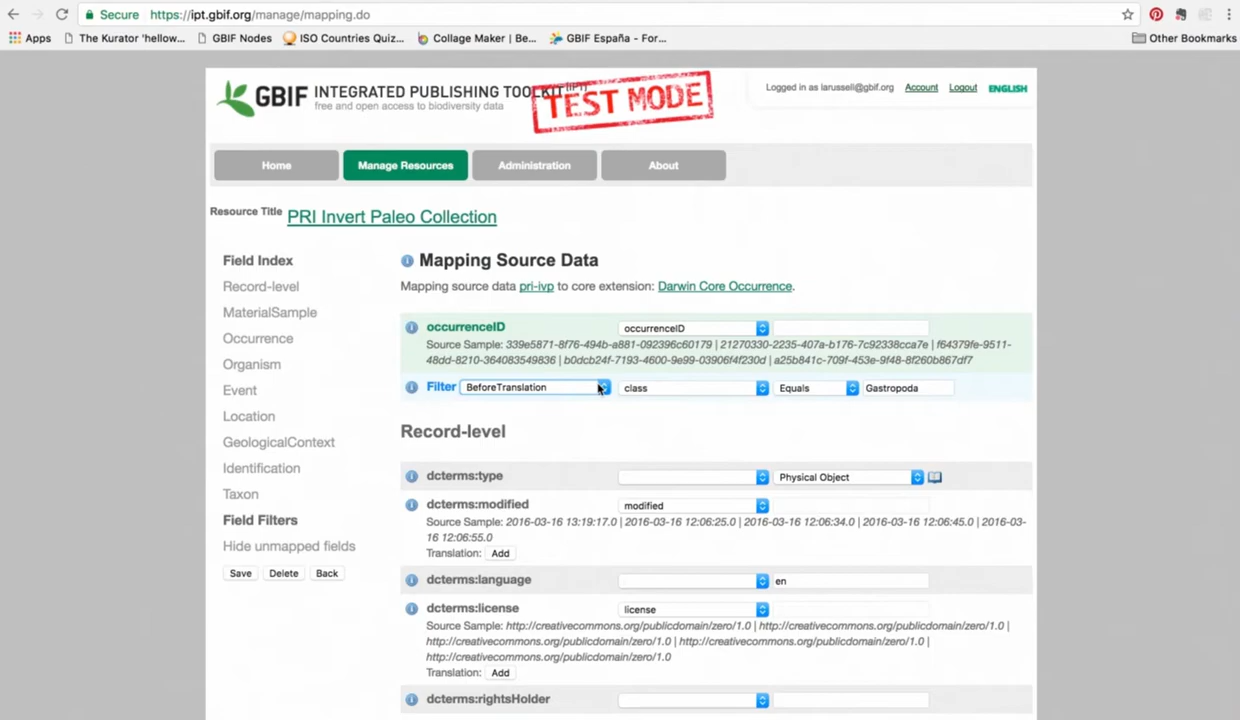 Secure https://ipt.gbif.org/manage/mapping.do
Apps The Kurator 'hellow... GBIF Nodes ISO Countries Quiz... Collage Maker | Be... GBIF España - For... Other Bookmarks
GBIF INTEGRATED PUBLISHING TOOLKIT (IPT)
free and open access to biodiversity data
TEST MODE
Logged in as larussell@gbif.org Account Logout ENGLISH
Home Manage Resources Administration About
Resource Title PRI Invert Paleo Collection
Field Index
Record-level
MaterialSample
Occurrence
Organism
Event
Location
GeologicalContext
Identification
Taxon
Field Filters
Hide unmapped fields
Save Delete Back
Mapping Source Data
Mapping source data pri-ivp to core extension: Darwin Core Occurrence.
occurrenceID occurrenceID
Source Sample: 339e5871-8f76-494b-a881-092396c60179 | 21270330-2235-407a-b176-7c92338cca7e | f64379fe-9511-
48dd-8210-364083549836 | b0dcb24f-7193-4600-9e99-03906f4f230d | a25b841c-709f-453e-9f48-8f260b867df7
Filter BeforeTranslation class Equals Gastropoda
Record-level
dcterms:type Physical Object
dcterms:modified modified
Source Sample: 2016-03-16 13:19:17.0 | 2016-03-16 12:06:25.0 | 2016-03-16 12:06:34.0 | 2016-03-16 12:06:45.0 | 2016-03-
16 12:06:55.0
Translation: Add
dcterms:language en
dcterms:license license
Source Sample: http://creativecommons.org/publicdomain/zero/1.0 | http://creativecommons.org/publicdomain/zero/1.0 |
http://creativecommons.org/publicdomain/zero/1.0 | http://creativecommons.org/publicdomain/zero/1.0 |
http://creativecommons.org/publicdomain/zero/1.0
Translation: Add
dcterms:rightsHolder